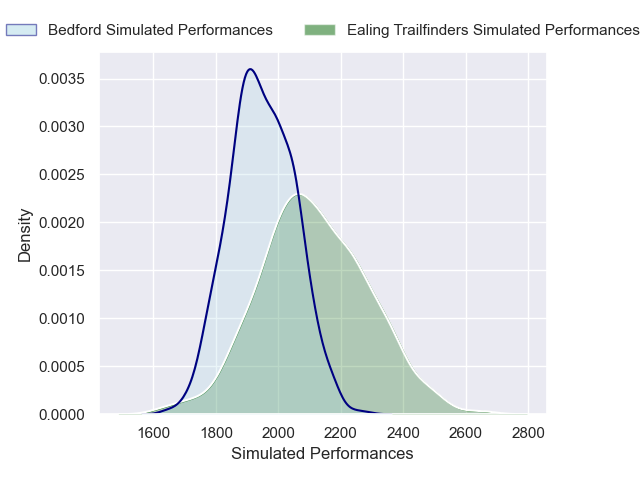 Bedford Simulated Performances
Ealing Trailfinders Simulated Performances
0.0035
0.0030
0.0025
0.0020
0.0015
0.0010
0.0005
0.0000
Density
1600 1800 2000 2200 2400 2600 2800
Simulated Performances